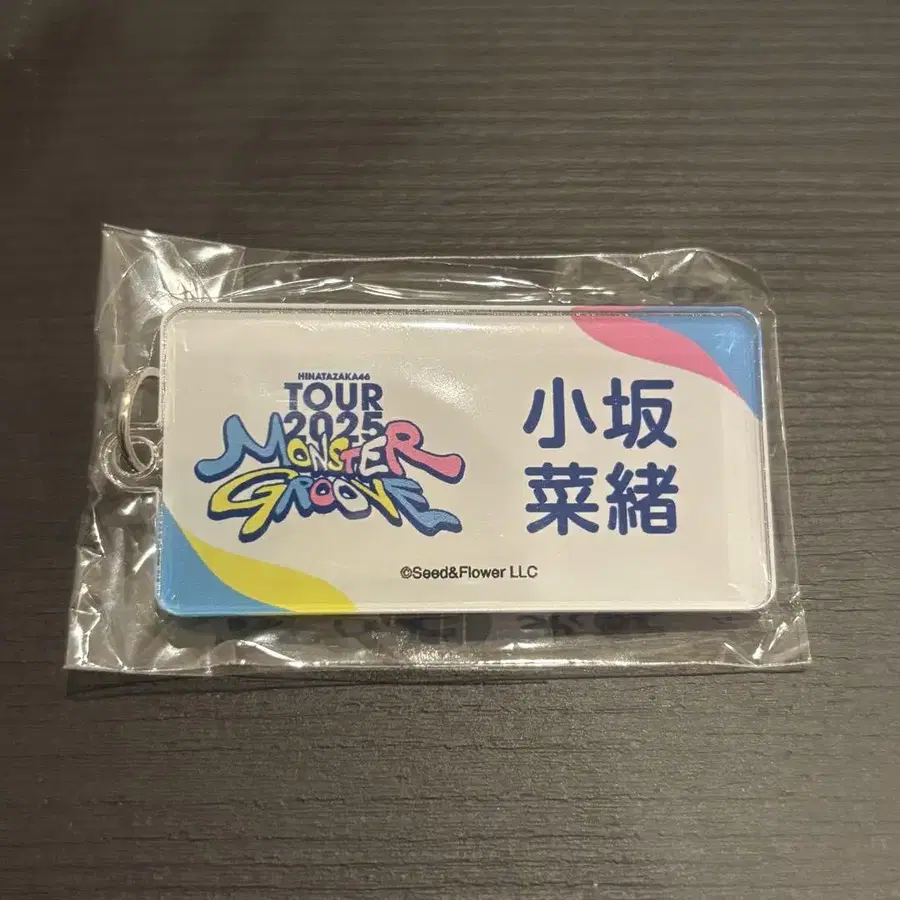 HINATAZAKA46
TOUR
2025
MONSTER
GROOVE
小坂
菜緒
©Seed&Flower LLC